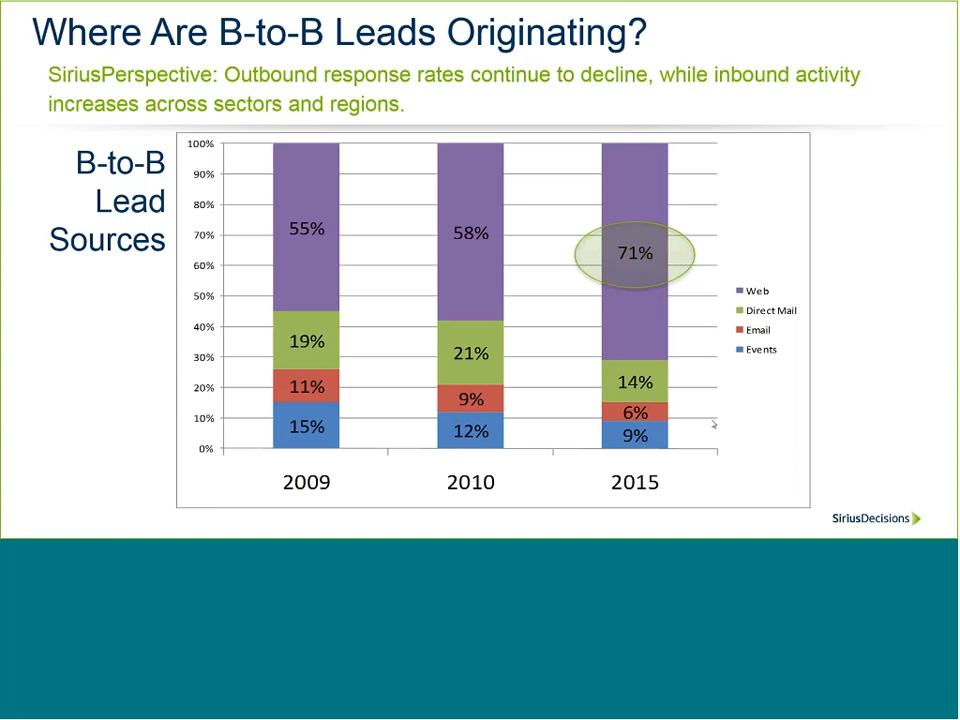 Where Are B-to-B Leads Originating?
SiriusPerspective: Outbound response rates continue to decline, while inbound activity
increases across sectors and regions.
B-to-B
Lead
Sources
100%
90%
80%
70%
60%
50%
40%
30%
20%
10%
0%
55%
19%
11%
15%
58%
21%
9%
12%
71%
14%
6%
9%
2009
2010
2015
Web
Direct Mail
Email
Events
SiriusDecisions